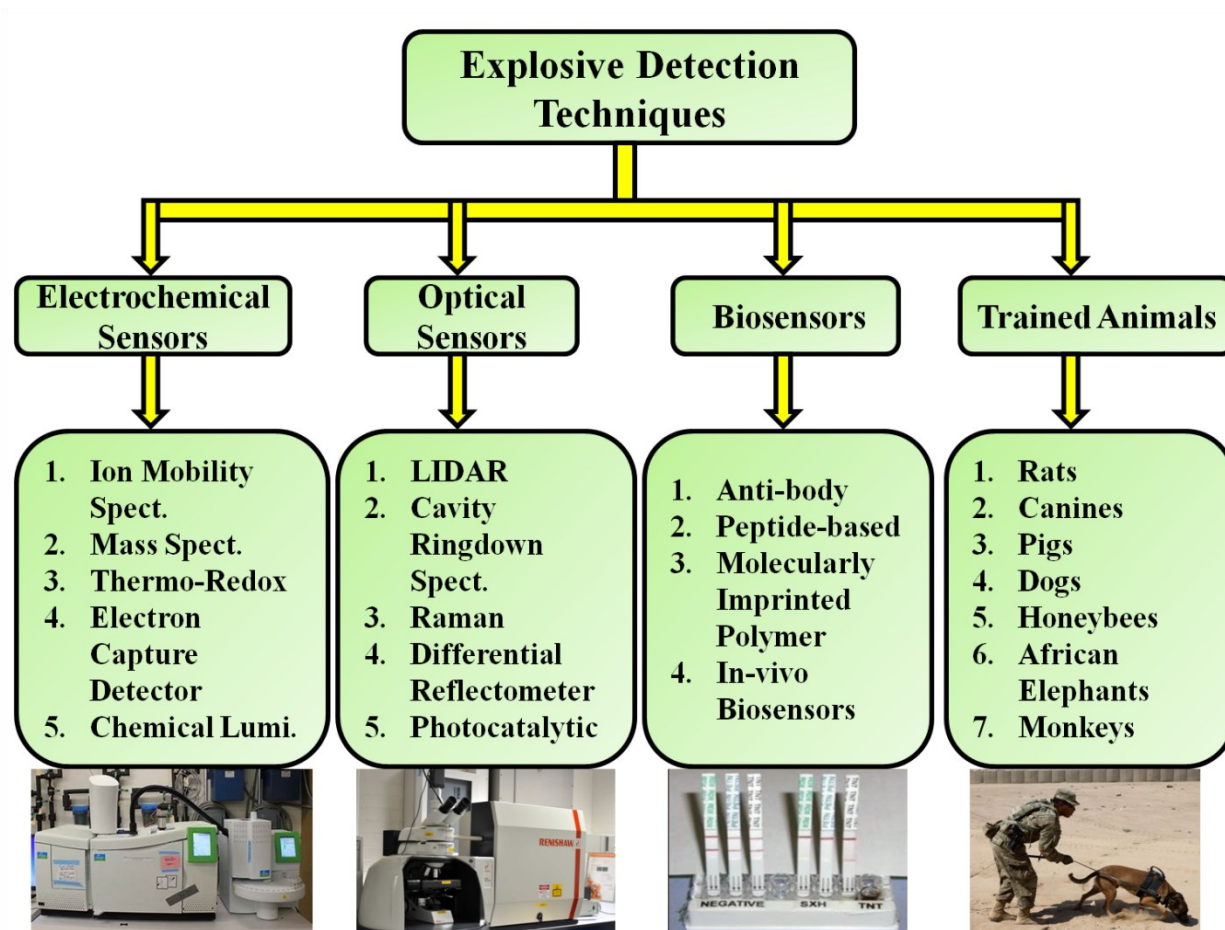 Explosive Detection
Techniques
Electrochemical
Sensors
Optical
Sensors
Biosensors
Trained Animals
1. Ion Mobility
Spect.
2. Mass Spect.
3. Thermo-Redox
4. Electron
Capture
Detector
5. Chemical Lumi.
1. LIDAR
2. Cavity
Ringdown
Spect.
3. Raman
4. Differential
Reflectometer
5. Photocatalytic
1. Anti-body
2. Peptide-based
3. Molecularly
Imprinted
Polymer
4. In-vivo
Biosensors
1. Rats
2. Canines
3. Pigs
4. Dogs
5. Honeybees
6. African
Elephants
7. Monkeys
RENISHAW
NEGATIVE
SXH
TNT